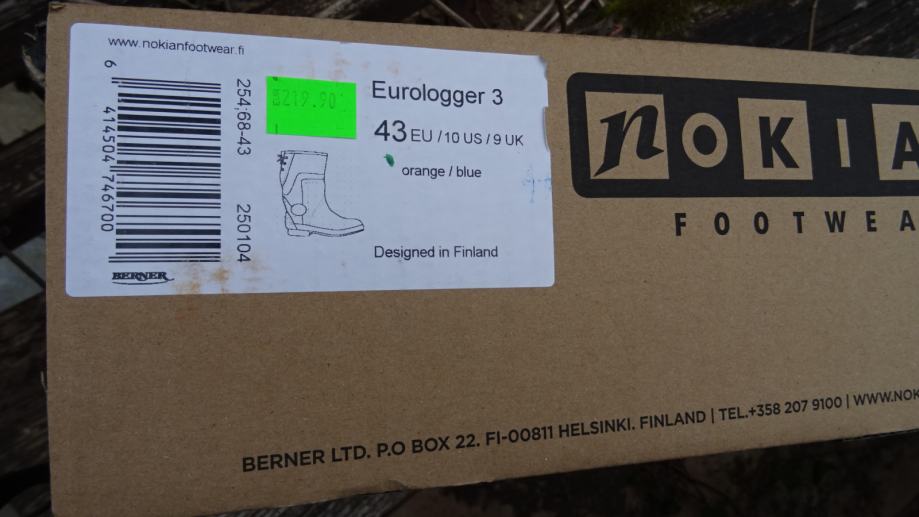 www.nokianfootwear.fi
6 414504 746700
254;68-43
250104
BERNER
$219.90
Eurologger 3
43 EU / 10 US / 9 UK
orange / blue
Designed in Finland
nOKIA
FOOTWEA
BERNER LTD. P.O BOX 22. FI-00811 HELSINKI. FINLAND | TEL.+358 207 9100 | WWW.NOK